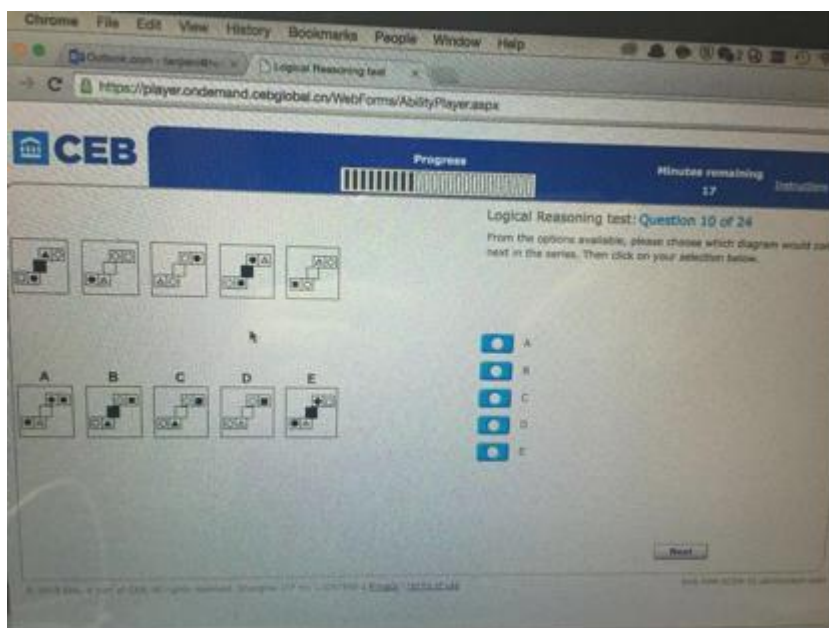 Chrome File Edit View History Bookmarks People Window Help
Logical Reasoning test
https://player.ondemand.cebglobal.cn/WebForms/AbilityPlayer.aspx
CEB
Progress
Minutes remaining
17
Instructions
Logical Reasoning test: Question 10 of 24
From the options available, please choose which diagram would
next in the series. Then click on your selection below.
A
B
C
D
E
A B C D E
Next